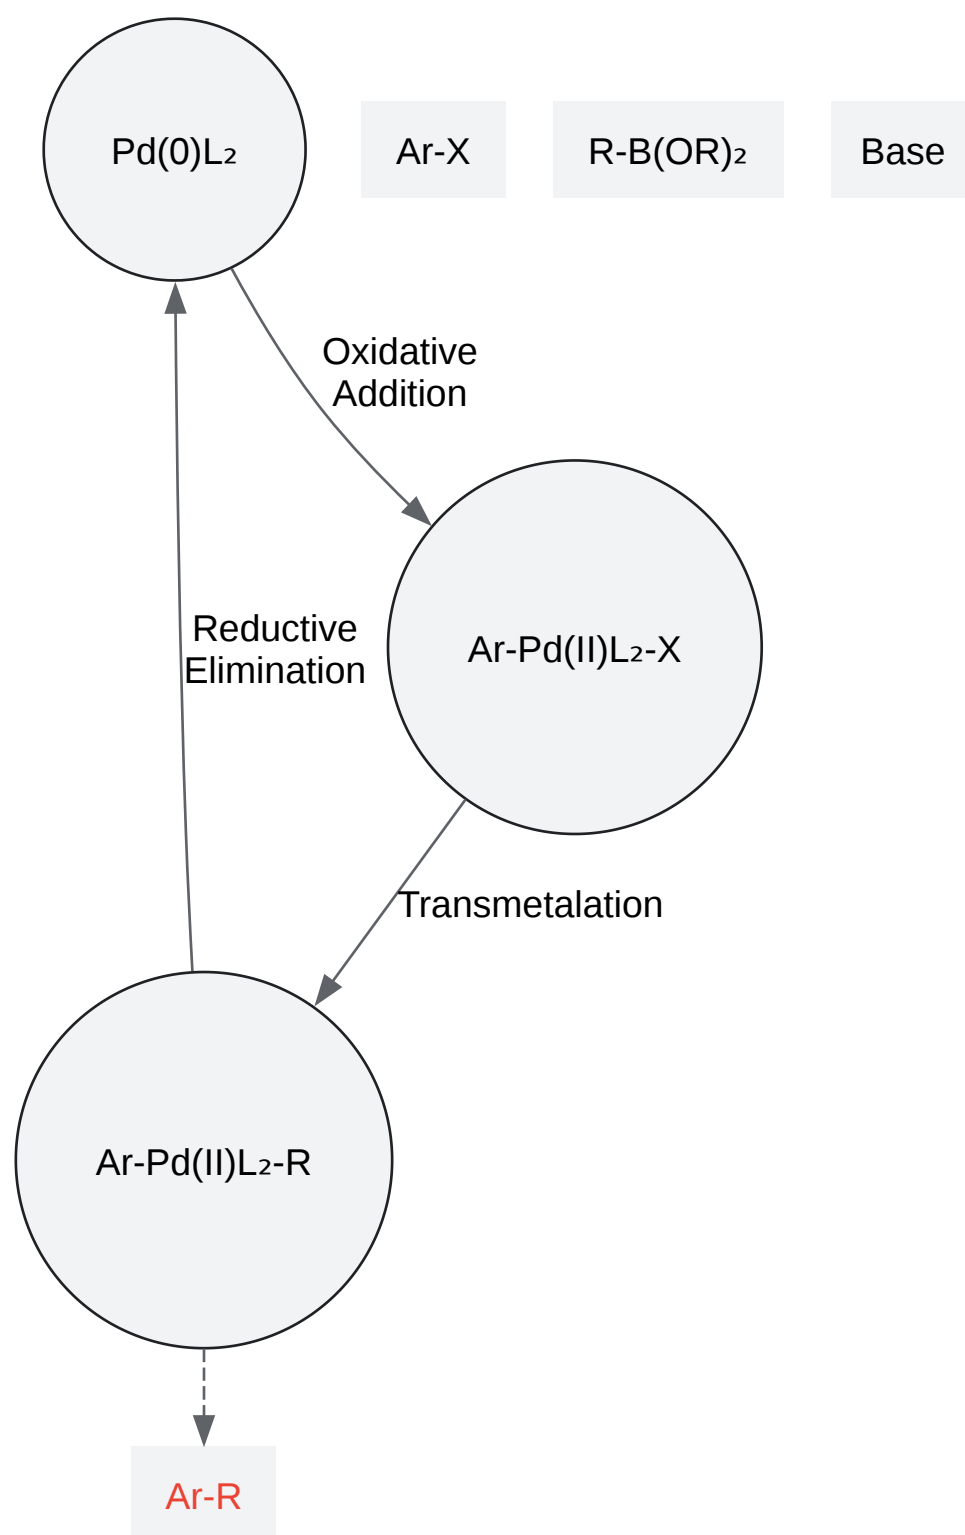 Pd(0)L₂
Ar-X
R-B(OR)₂
Base
Oxidative
Addition
Reductive
Elimination
Ar-Pd(II)L₂-X
Transmetalation
Ar-Pd(II)L₂-R
Ar-R